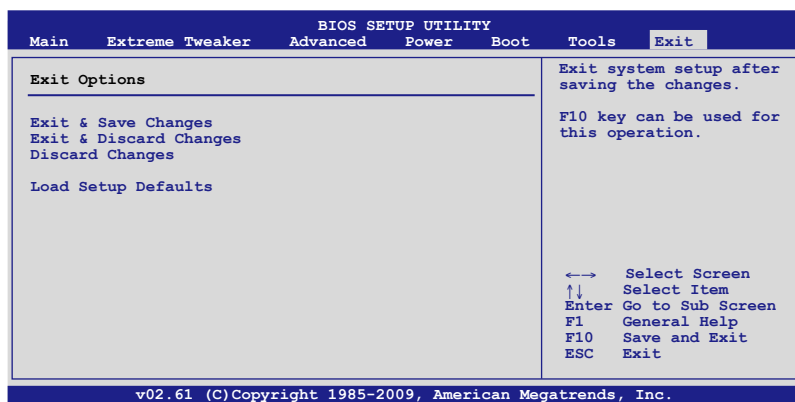 BIOS SETUP UTILITY
Main Extreme Tweaker Advanced Power Boot Tools Exit
Exit Options
Exit & Save Changes
Exit & Discard Changes
Discard Changes
Load Setup Defaults
Exit system setup after
saving the changes.
F10 key can be used for
this operation.
←→ Select Screen
↑↓ Select Item
Enter Go to Sub Screen
F1 General Help
F10 Save and Exit
ESC Exit
v02.61 (C)Copyright 1985-2009, American Megatrends, Inc.